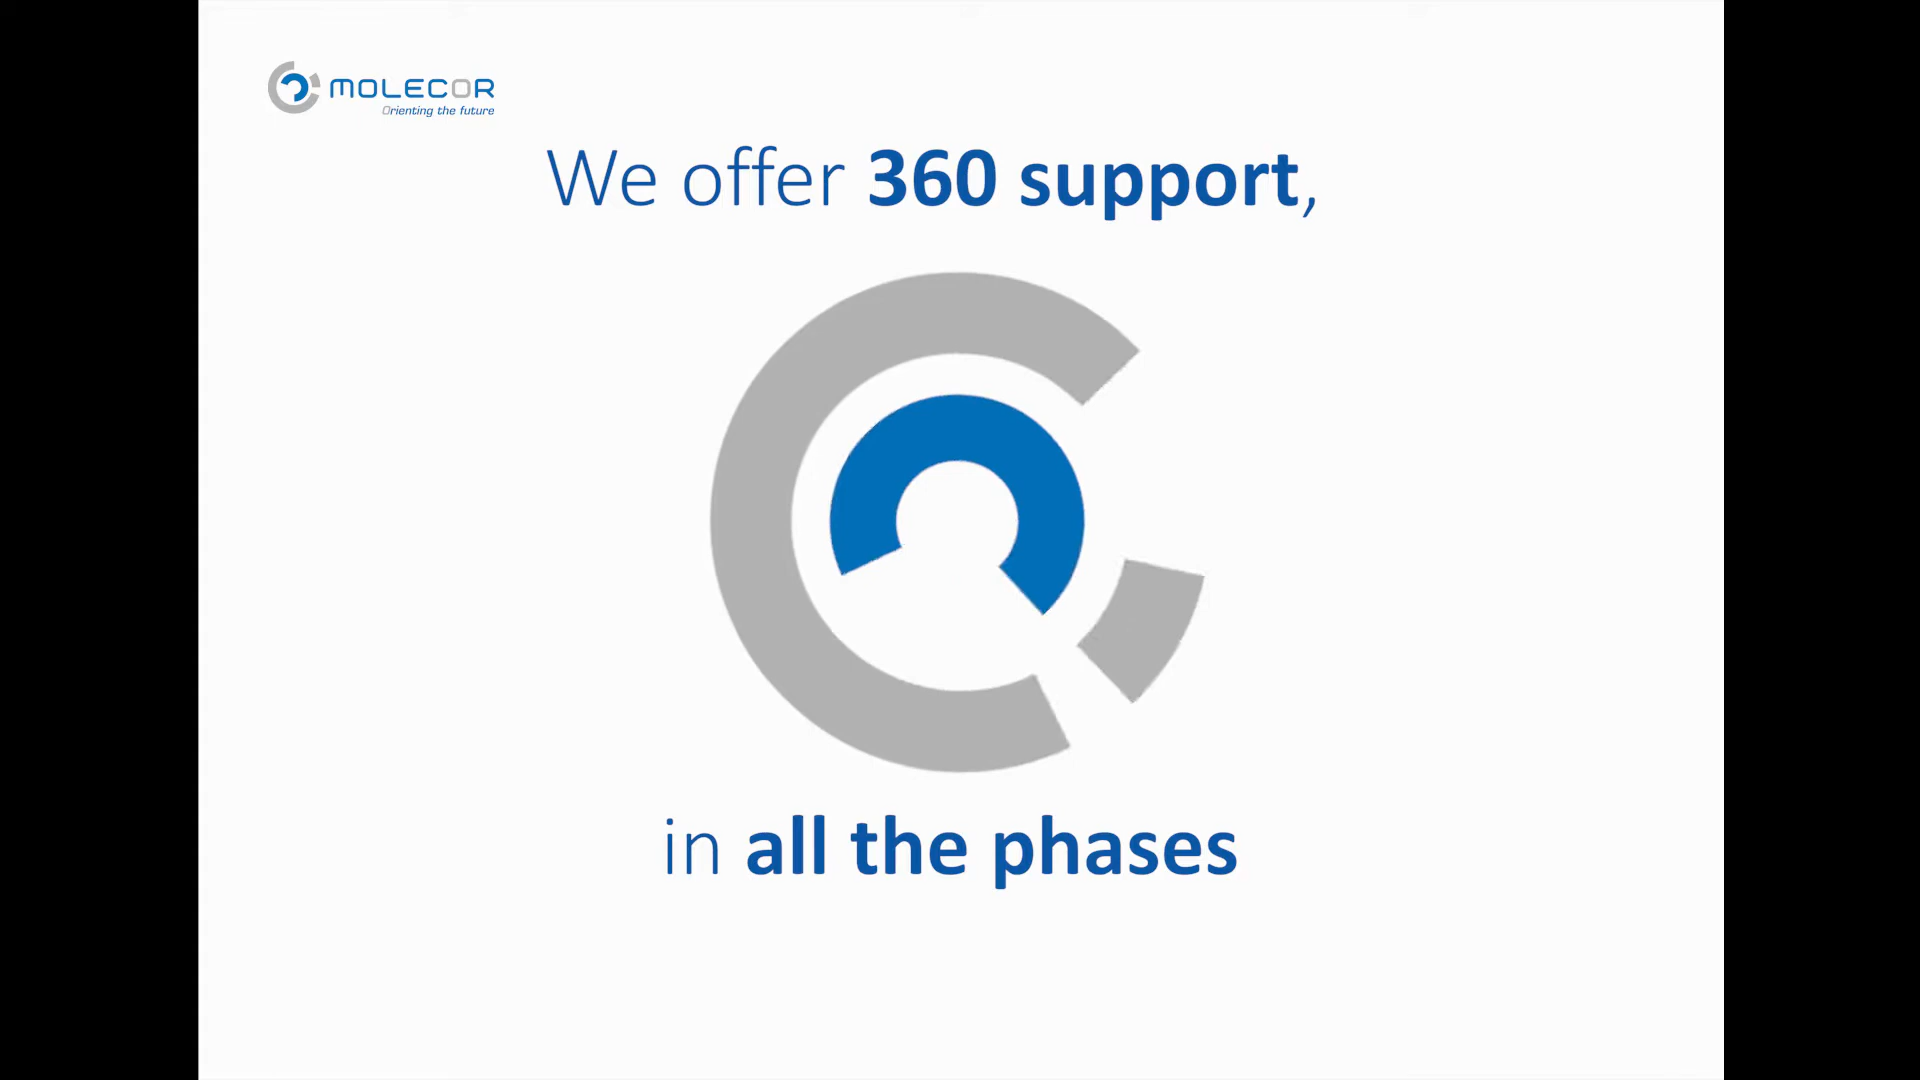 MOLECOR
Orienting the future
We offer 360 support,
in all the phases